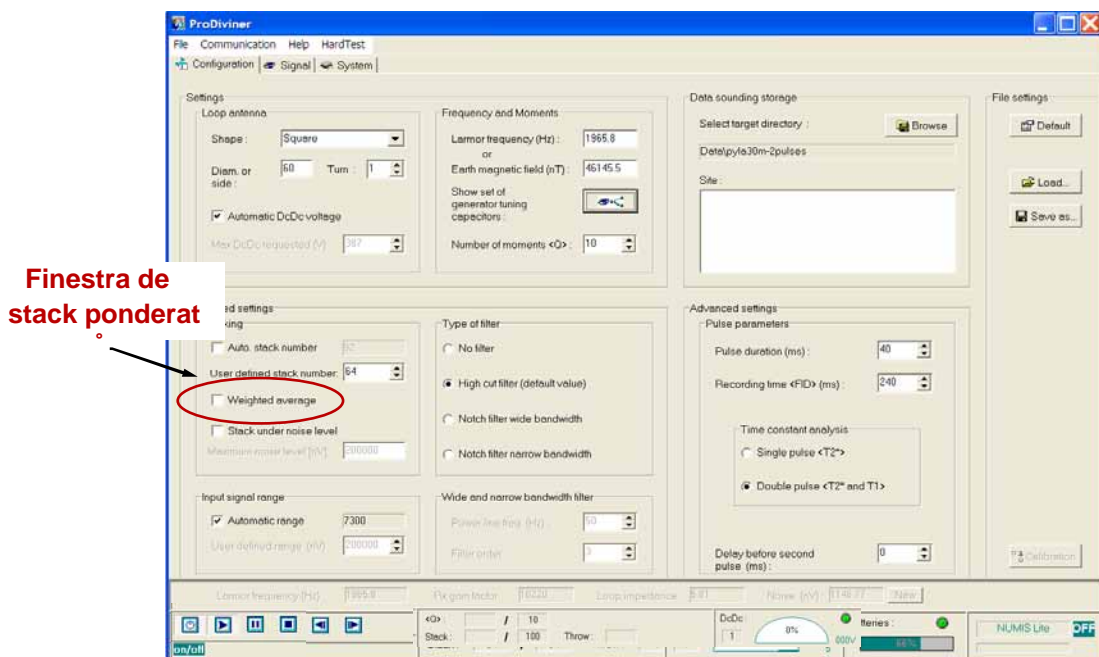 ProDiviner
File Communication Help HardTest
Configuration Signal System
Settings
Loop antenna
Shape : Square
Diam. or side : 60 Turn : 1
Automatic DcDc voltage
Max DcDc requested (V) 387
Frequency and Moments
Larmor frequency (Hz) : 1965.8
or
Earth magnetic field (nT) : 46145.5
Show set of
generator tuning
capacitors :
Number of moments <Q> : 10
Data sounding storage
Select target directory : Browse
Data\pyla30m-2pulses
Site :
File settings
Default
Load...
Save as...
Finestra de
stack ponderat
ed settings
king
Auto. stack number
User defined stack number: 64
Weighted average
Stack under noise level
Maximum noise level (nV) 200000
Type of filter
No filter
High cut filter (default value)
Notch filter wide bandwidth
Notch filter narrow bandwidth
Advanced settings
Pulse parameters
Pulse duration (ms) : 40
Recording time <FID> (ms) : 240
Time constant analysis
Single pulse <T2*>
Double pulse <T2* and T1>
Delay before second
pulse (ms) : 0
Input signal range
Automatic range 7300
User defined range (nV) 200000
Wide and narrow bandwidth filter
Power line freq. (Hz) : 50
Filter order 3
Calibration
Larmor frequency (Hz) 1965.8 Fix gain factor 18220 Loop impedance Noise (nV) New
on/off
<Q> / 10
Stack : / 100 Throw :
DcDc :
1 0% 000V
tteries :
66%
NUMIS Lite OFF